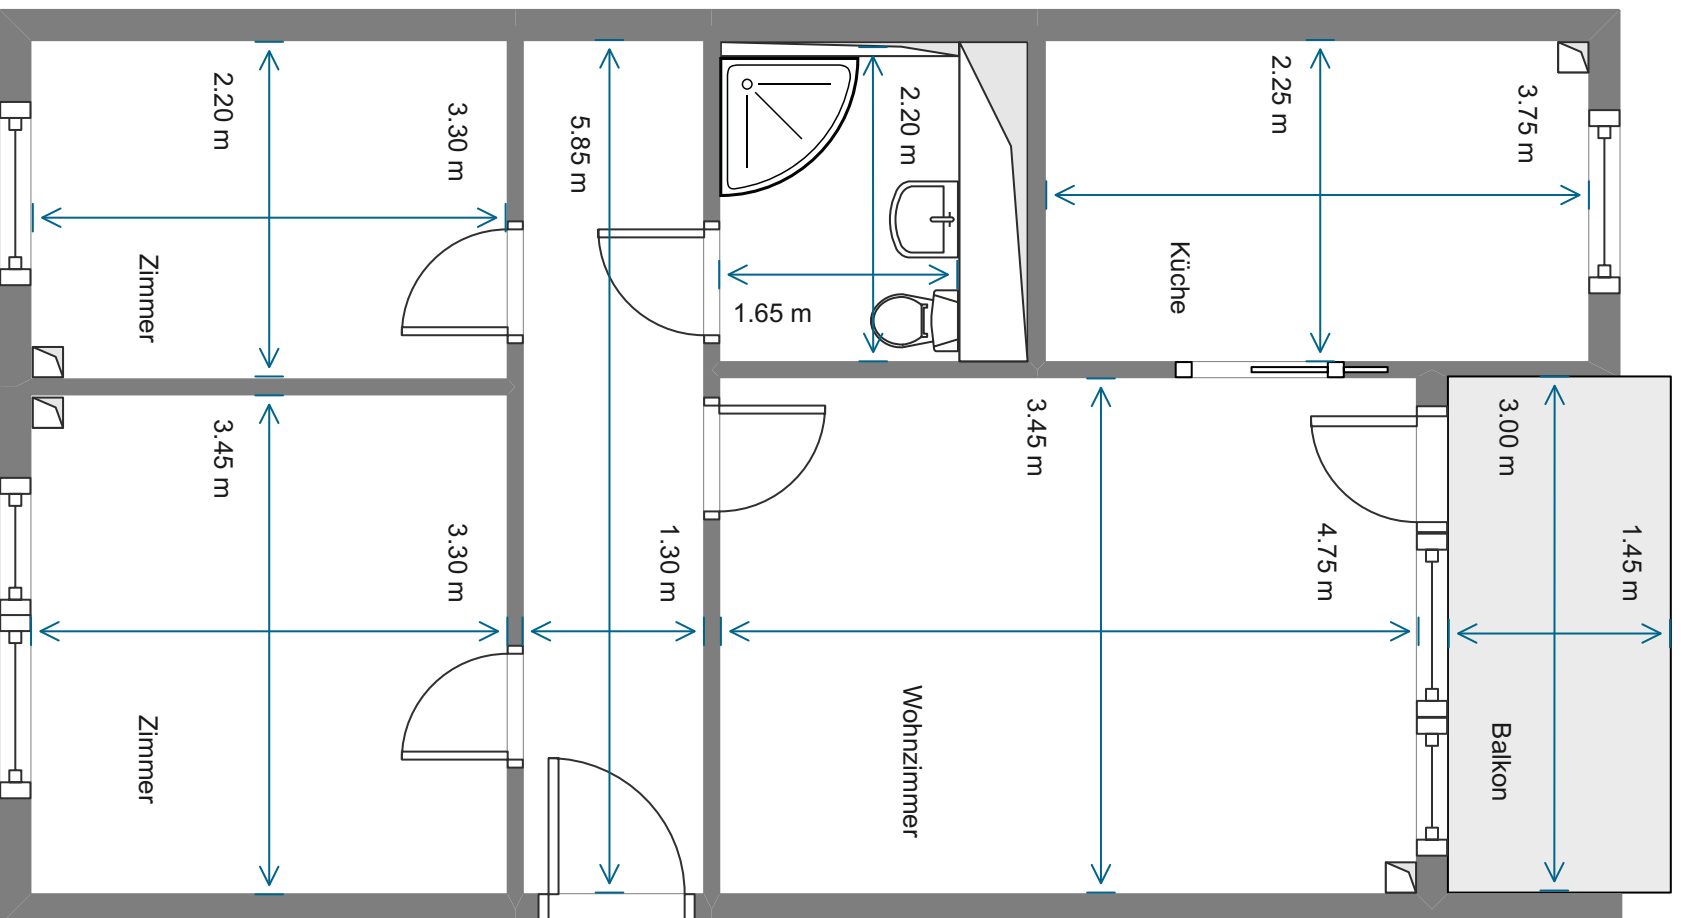 2.20 m
3.30 m
Zimmer
5.85 m
2.20 m
1.65 m
2.25 m
3.75 m
Küche
3.45 m
3.30 m
Zimmer
1.30 m
3.45 m
4.75 m
Wohnzimmer
3.00 m
1.45 m
Balkon